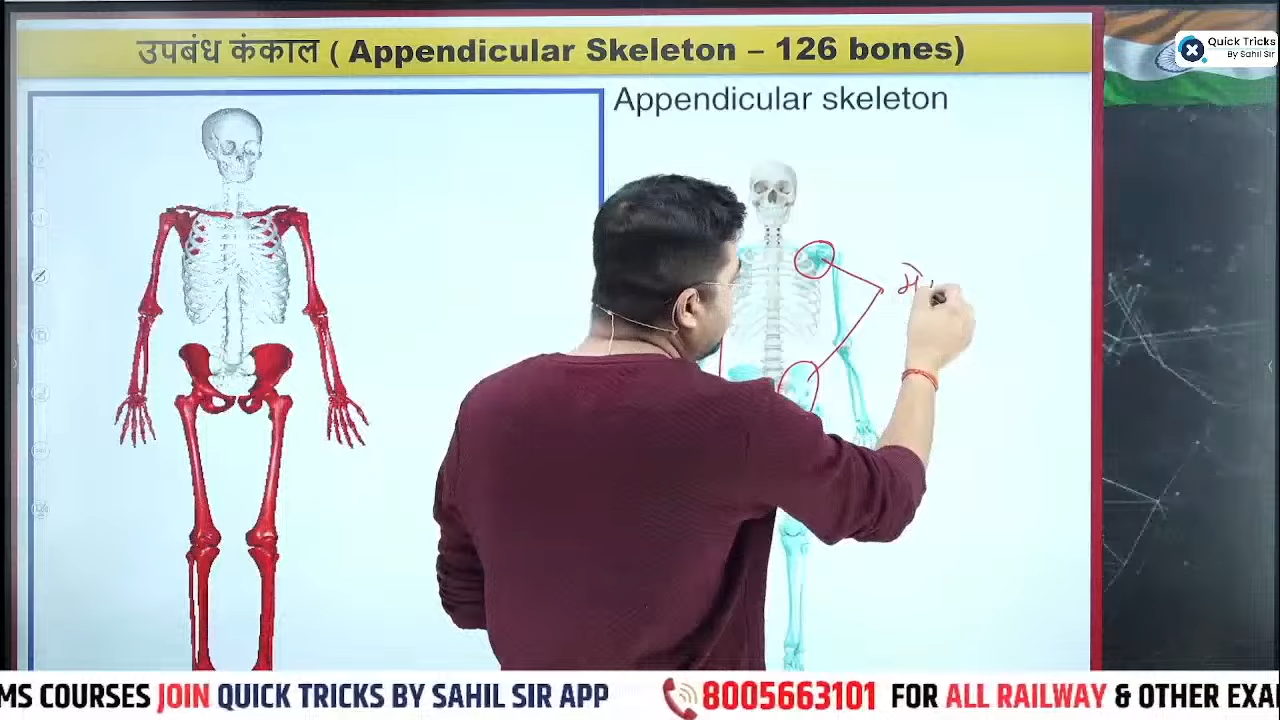 उपबंध कंकाल ( Appendicular Skeleton – 126 bones)
Quick Tricks
By Sahil Sir
Appendicular skeleton
MS COURSES JOIN QUICK TRICKS BY SAHIL SIR APP 8005663101 FOR ALL RAILWAY & OTHER EXA